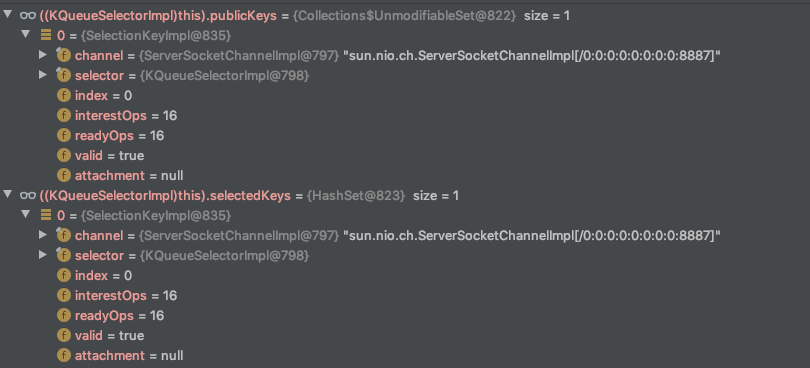 ((KQueueSelectorImpl)this).publicKeys = {Collections$UnmodifiableSet@822} size = 1
0 = {SelectionKeyImpl@835}
f channel = {ServerSocketChannelImpl@797} "sun.nio.ch.ServerSocketChannelImpl[/0:0:0:0:0:0:0:0:8887]"
f selector = {KQueueSelectorImpl@798}
f index = 0
f interestOps = 16
f readyOps = 16
f valid = true
f attachment = null
((KQueueSelectorImpl)this).selectedKeys = {HashSet@823} size = 1
0 = {SelectionKeyImpl@835}
f channel = {ServerSocketChannelImpl@797} "sun.nio.ch.ServerSocketChannelImpl[/0:0:0:0:0:0:0:0:8887]"
f selector = {KQueueSelectorImpl@798}
f index = 0
f interestOps = 16
f readyOps = 16
f valid = true
f attachment = null